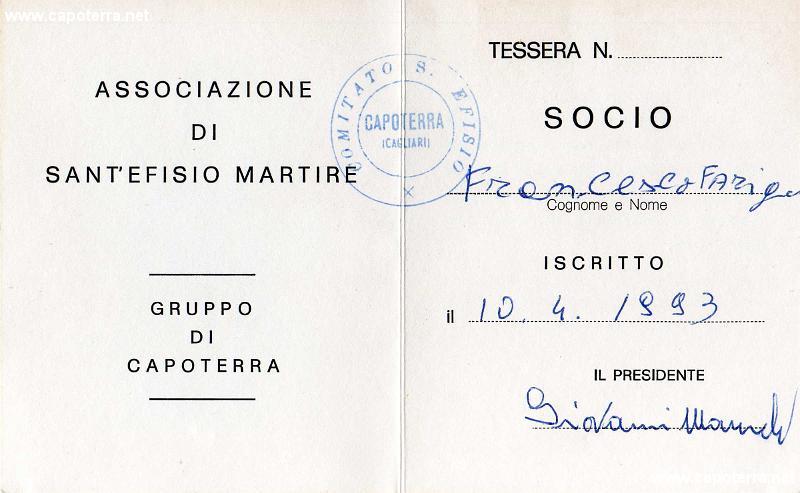 www.capoterra.net
ASSOCIAZIONE
DI
SANT'EFISIO MARTIRE
GRUPPO
DI
CAPOTERRA
COMITATO S. EFISIO
CAPOTERRA
(CAGLIARI)
TESSERA N.
SOCIO
Francesco Farigu
Cognome e Nome
ISCRITTO
il 10.4.1993
IL PRESIDENTE
Giovanni
www.capoterra.net